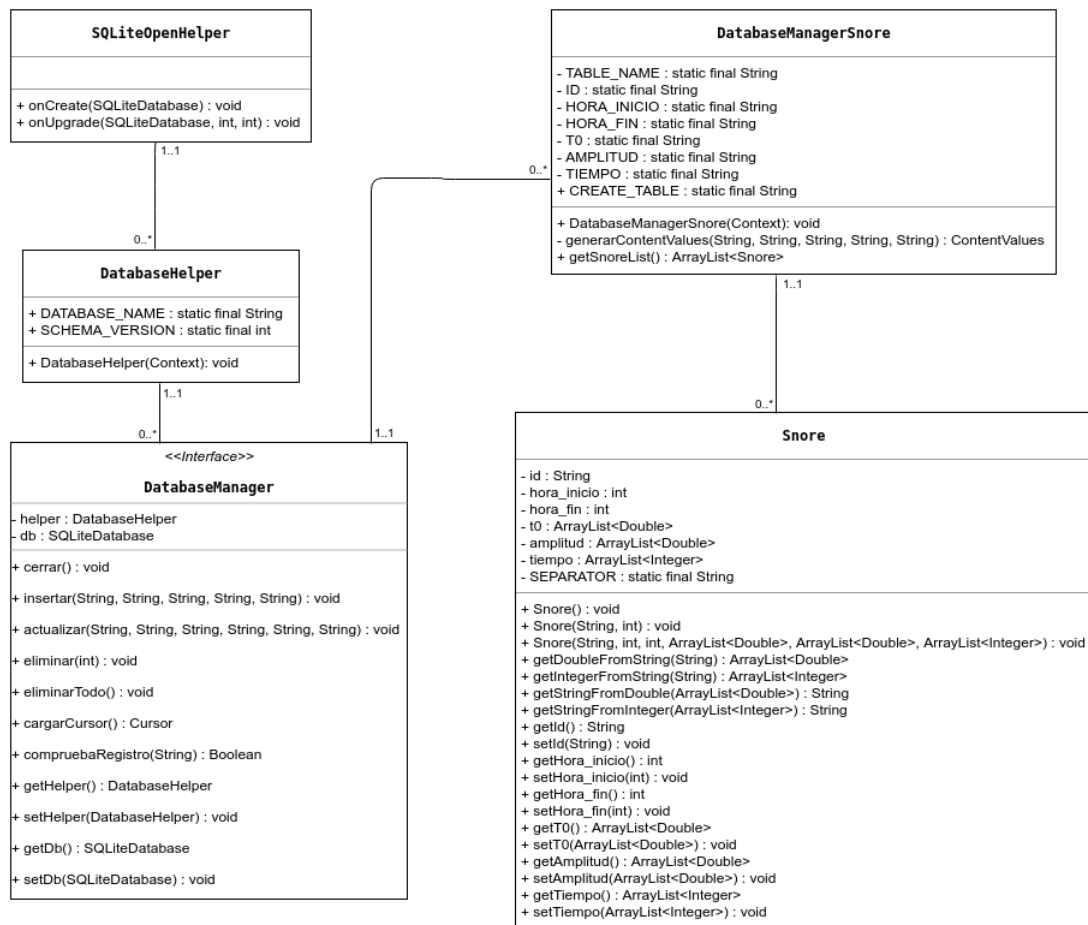 SQLiteOpenHelper
+ onCreate(SQLiteDatabase) : void
+ onUpgrade(SQLiteDatabase, int, int) : void
1..1
0..*
DatabaseHelper
+ DATABASE_NAME : static final String
+ SCHEMA_VERSION : static final int
+ DatabaseHelper(Context): void
1..1
0..*
1..1
<<Interface>>
DatabaseManager
- helper : DatabaseHelper
- db : SQLiteDatabase
+ cerrar() : void
+ insertar(String, String, String, String, String) : void
+ actualizar(String, String, String, String, String, String) : void
+ eliminar(int) : void
+ eliminarTodo() : void
+ cargarCursor() : Cursor
+ compruebaRegistro(String) : Boolean
+ getHelper() : DatabaseHelper
+ setHelper(DatabaseHelper) : void
+ getDb() : SQLiteDatabase
+ setDb(SQLiteDatabase) : void
DatabaseManagerSnore
- TABLE_NAME : static final String
- ID : static final String
- HORA_INICIO : static final String
- HORA_FIN : static final String
- T0 : static final String
- AMPLITUD : static final String
- TIEMPO : static final String
+ CREATE_TABLE : static final String
0..*
+ DatabaseManagerSnore(Context): void
- generarContentValues(String, String, String, String, String) : ContentValues
+ getSnoreList() : ArrayList<Snore>
1..1
0..*
Snore
- id : String
- hora_inicio : int
- hora_fin : int
- t0 : ArrayList<Double>
- amplitud : ArrayList<Double>
- tiempo : ArrayList<Integer>
- SEPARATOR : static final String
+ Snore() : void
+ Snore(String, int) : void
+ Snore(String, int, int, ArrayList<Double>, ArrayList<Double>, ArrayList<Integer>) : void
+ getDoubleFromString(String) : ArrayList<Double>
+ getIntegerFromString(String) : ArrayList<Integer>
+ getStringFromDouble(ArrayList<Double>) : String
+ getStringFromInteger(ArrayList<Integer>) : String
+ getId() : String
+ setId(String) : void
+ getHora_inicio() : int
+ setHora_inicio(int) : void
+ getHora_fin() : int
+ setHora_fin(int) : void
+ getT0() : ArrayList<Double>
+ setT0(ArrayList<Double>) : void
+ getAmplitud() : ArrayList<Double>
+ setAmplitud(ArrayList<Double>) : void
+ getTiempo() : ArrayList<Integer>
+ setTiempo(ArrayList<Integer>) : void